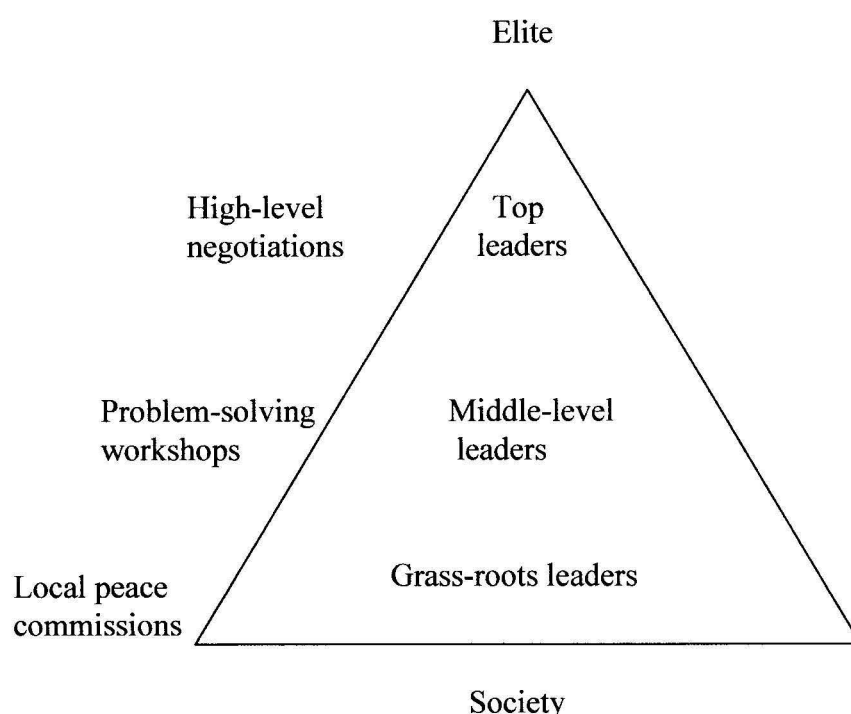 Elite
High-level
negotiations
Top
leaders
Problem-solving
workshops
Middle-level
leaders
Local peace
commissions
Grass-roots leaders
Society